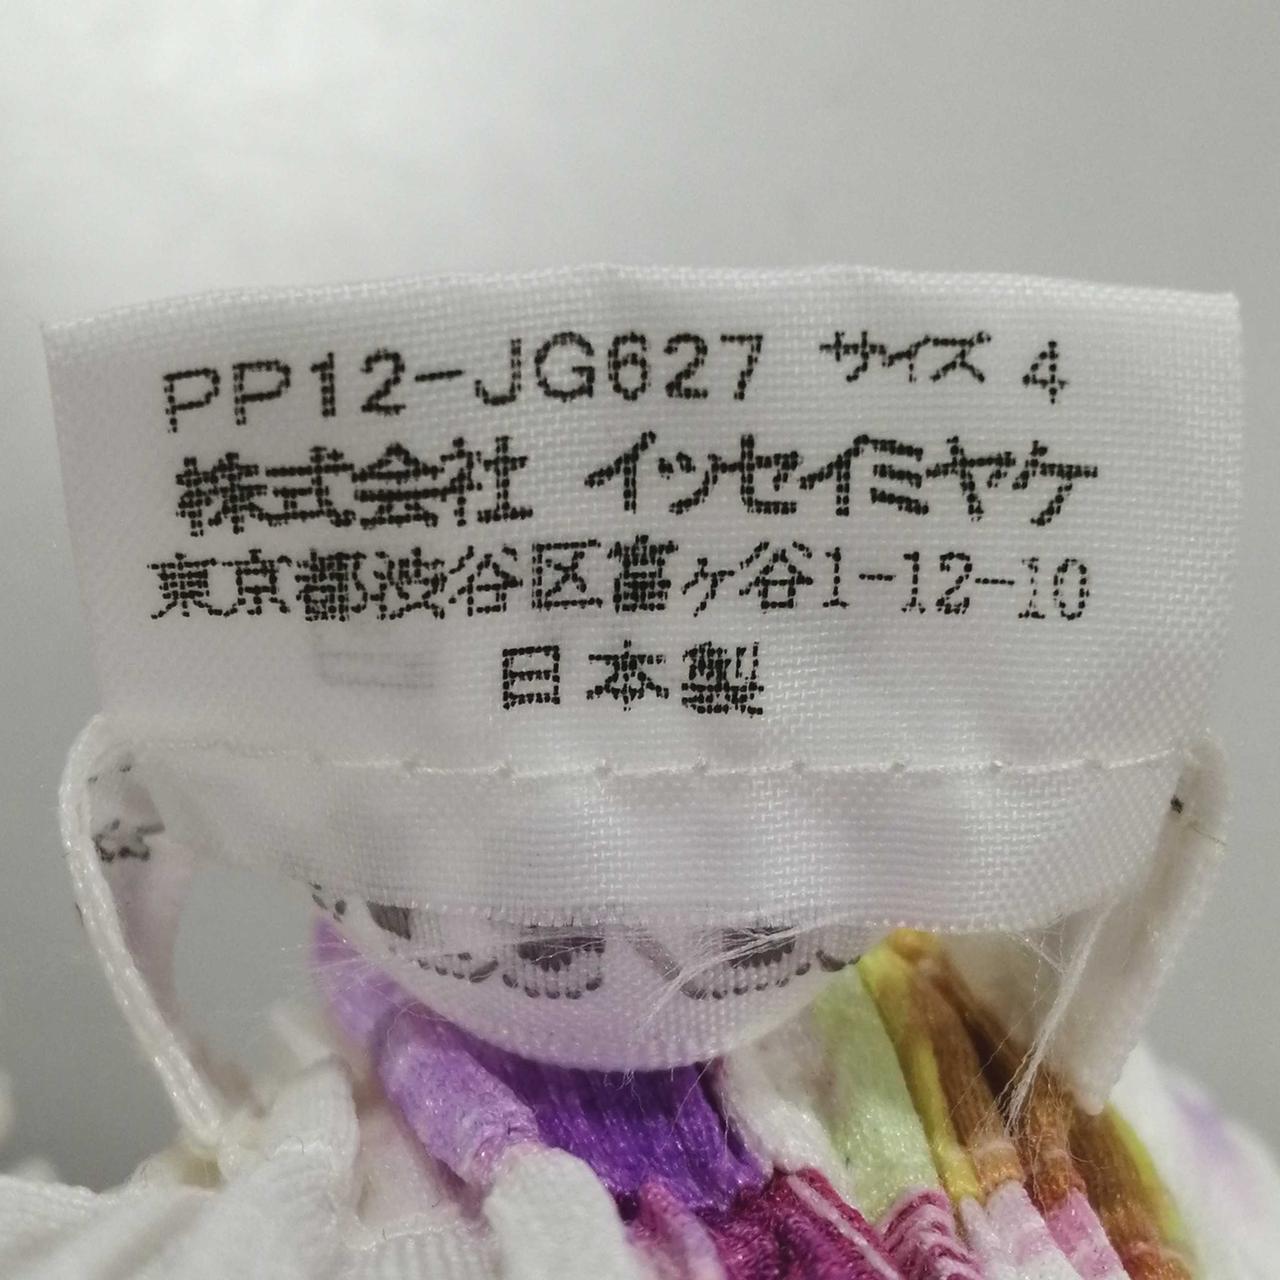 PP12-JG627 サイズ 4
株式会社 イッセイミヤケ
東京都渋谷区富ヶ谷1-12-10
日本製